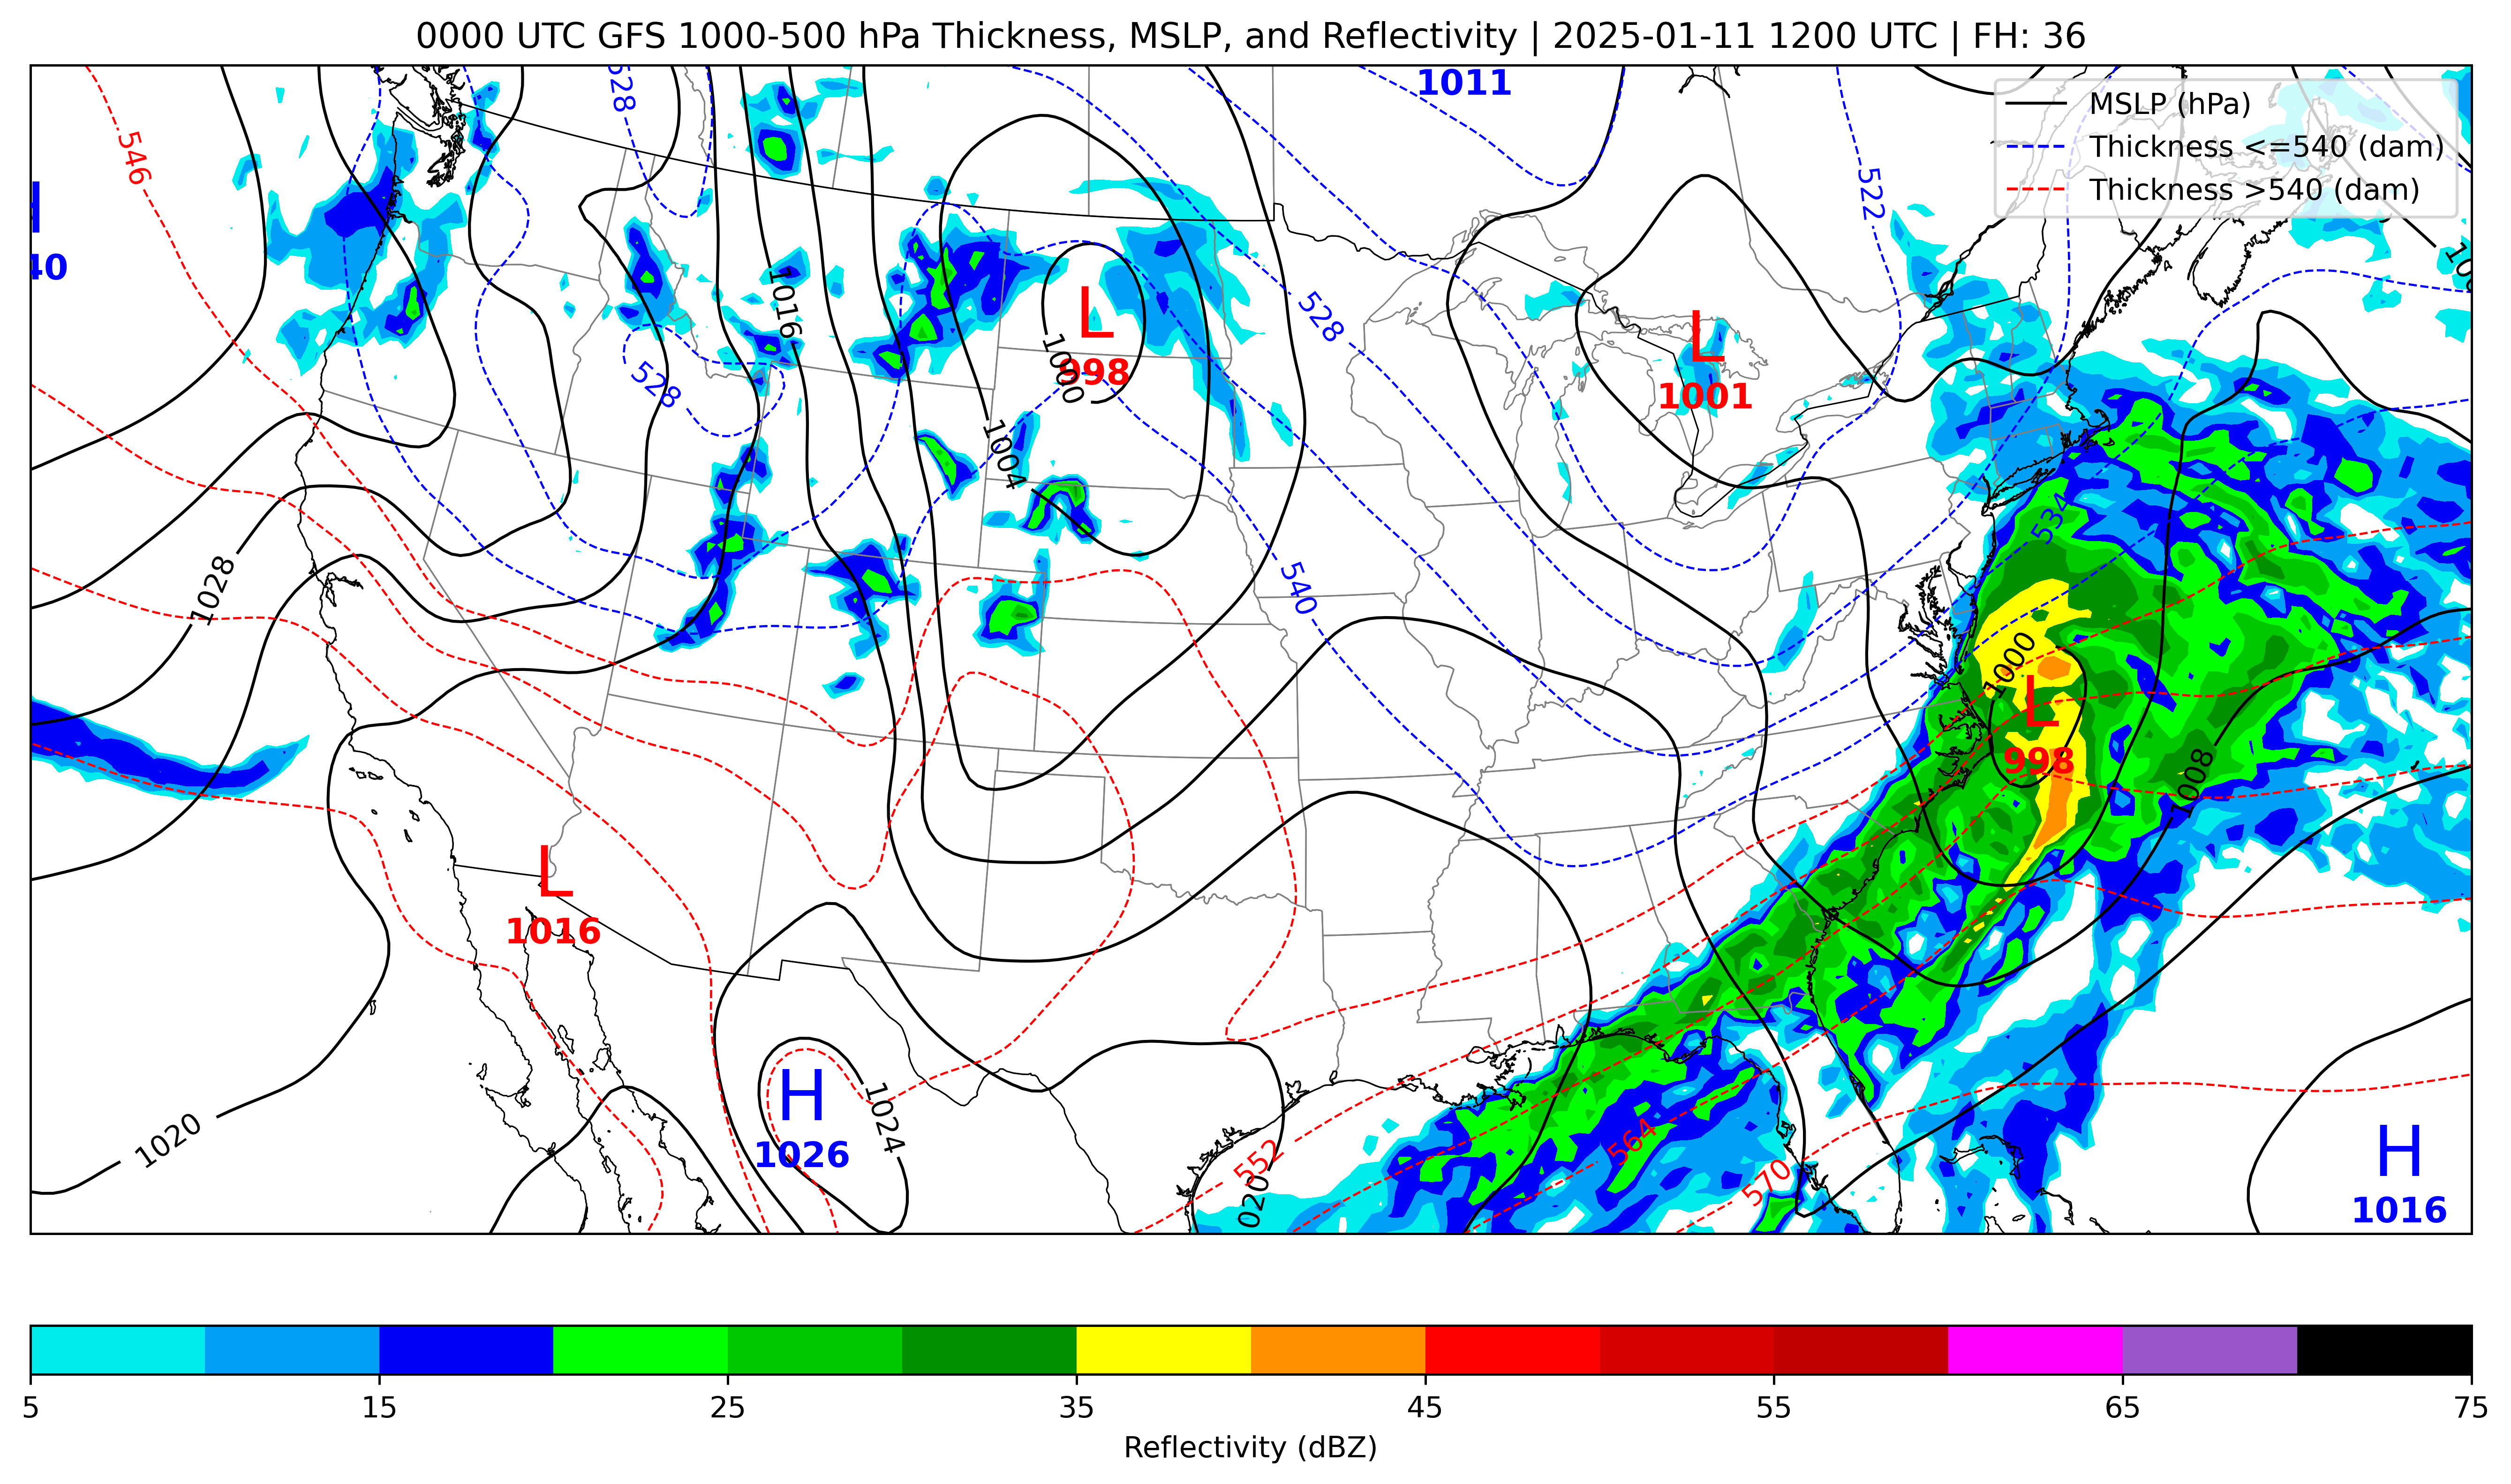 0000 UTC GFS 1000-500 hPa Thickness, MSLP, and Reflectivity | 2025-01-11 1200 UTC | FH: 36
MSLP (hPa)
Thickness <=540 (dam)
Thickness >540 (dam)
1011
528
546
522
40
1016
528
L
998
1000
L
1001
528
1004
534
540
1028
1000
L
998
1008
L
1016
1020
H
1026
1024
552
564
570
H
1016
5 15 25 35 45 55 65 75
Reflectivity (dBZ)